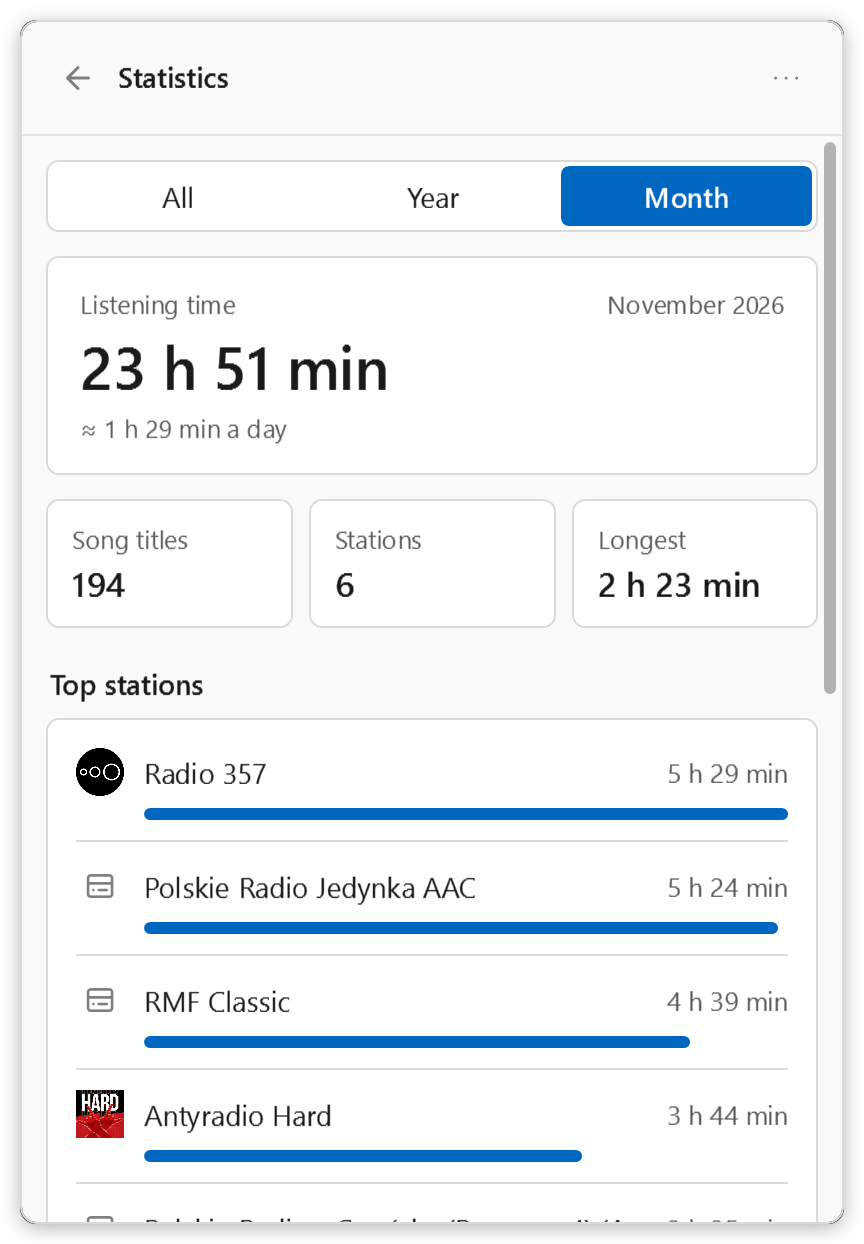 Statistics
All Year Month
Listening time November 2026
23 h 51 min
≈ 1 h 29 min a day
Song titles Stations Longest
194 6 2 h 23 min
Top stations
Radio 357 5 h 29 min
Polskie Radio Jedynka AAC 5 h 24 min
RMF Classic 4 h 39 min
HARD
Antyradio Hard 3 h 44 min